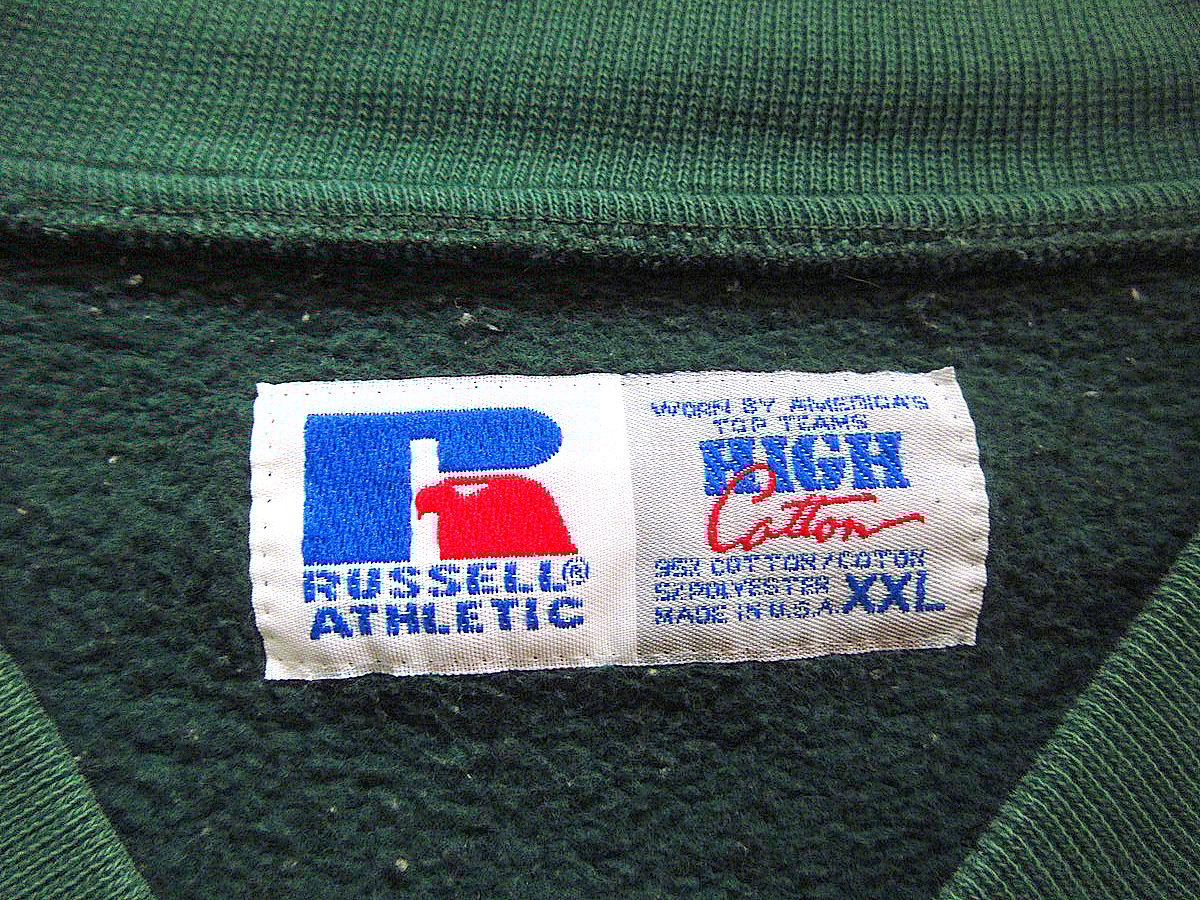 RUSSELL®
ATHLETIC
WORN BY AMERICA'S
TOP TEAMS
HIGH
Cotton
95% COTTON/COTON
5% POLYESTER
MADE IN U.S.A. XXL